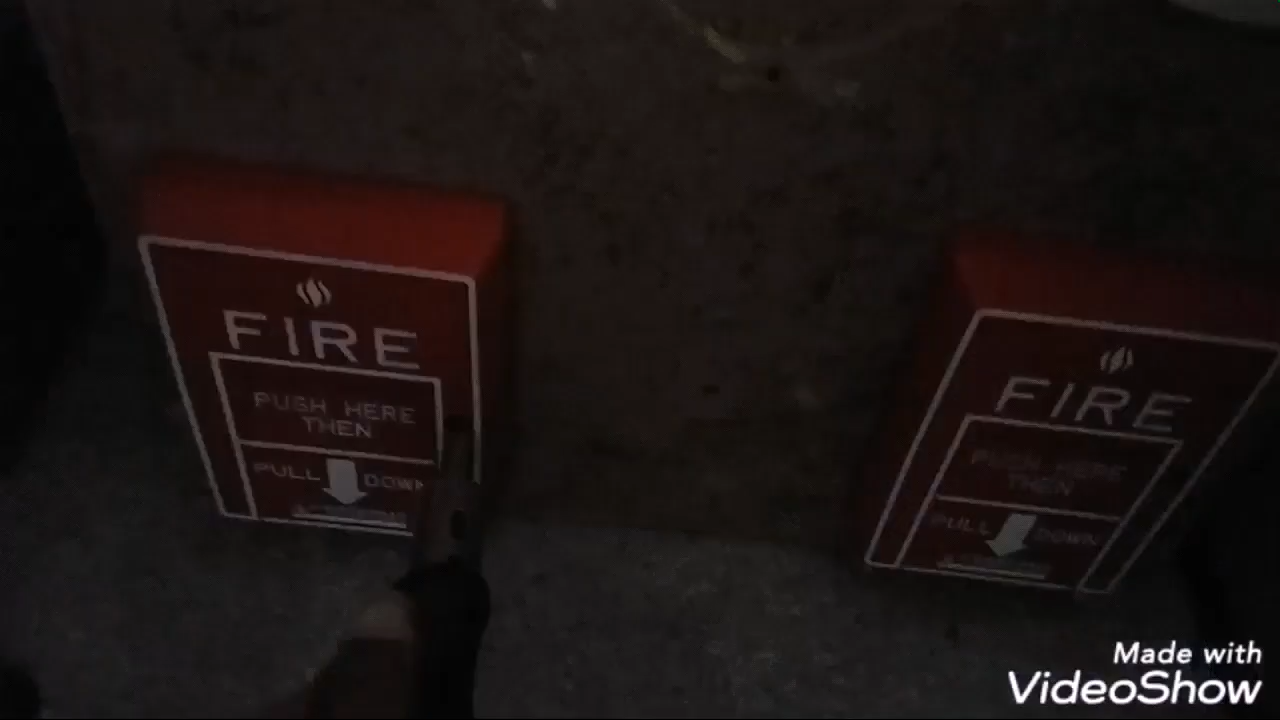 FIRE
PUSH HERE
THEN
PULL DOWN
FIRE
PUSH HERE
THEN
PULL DOWN
Made with
VideoShow